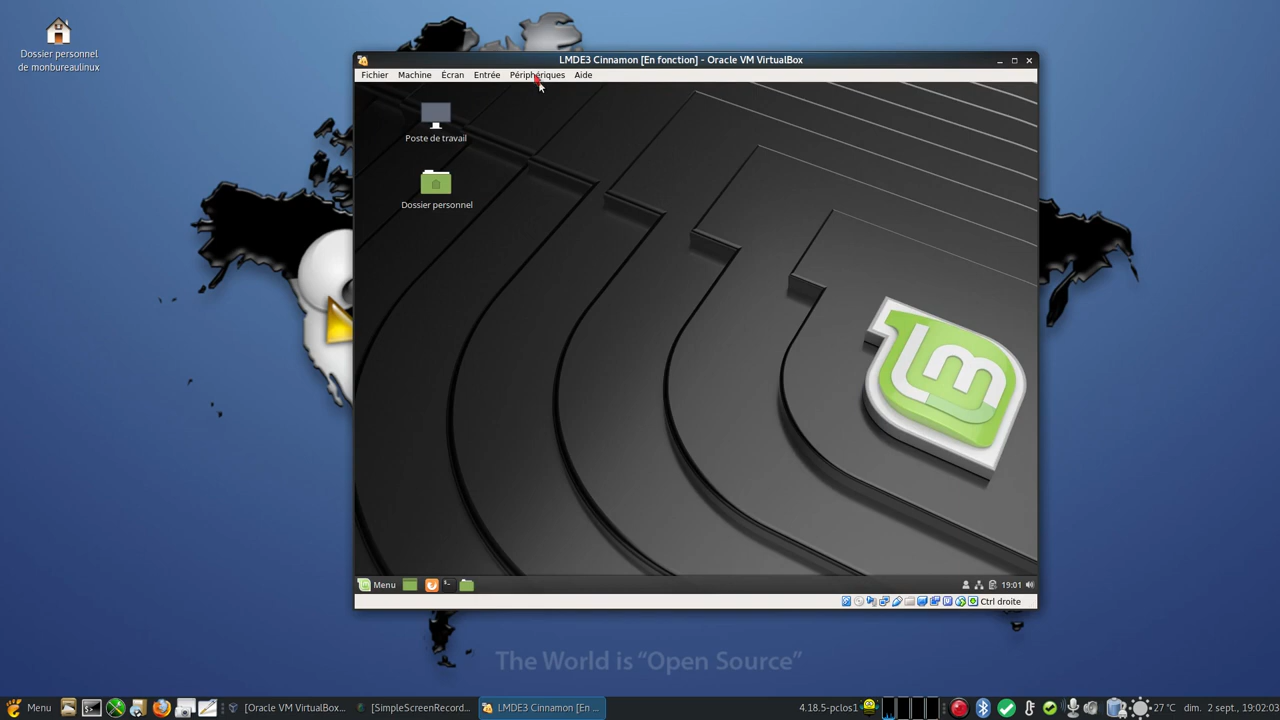 Dossier personnel
de monbureaulinux
LMDE3 Cinnamon [En fonction] - Oracle VM VirtualBox
Fichier Machine Écran Entrée Périphériques Aide
Poste de travail
Dossier personnel
lm
Menu 19:01
Ctrl droite
The World is “Open Source”
Menu [Oracle VM VirtualBox... [SimpleScreenRecord... LMDE3 Cinnamon [En ... 4.18.5-pclos1 27 °C dim. 2 sept., 19:02:03